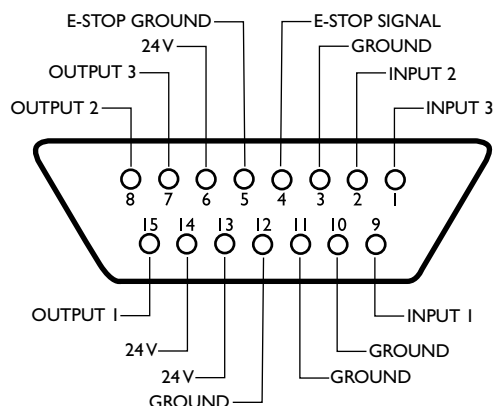 E-STOP GROUND E-STOP SIGNAL
24V GROUND
OUTPUT 3 INPUT 2
OUTPUT 2 INPUT 3
8 7 6 5 4 3 2 1
15 14 13 12 11 10 9
OUTPUT 1 INPUT 1
24V GROUND
24V GROUND
GROUND